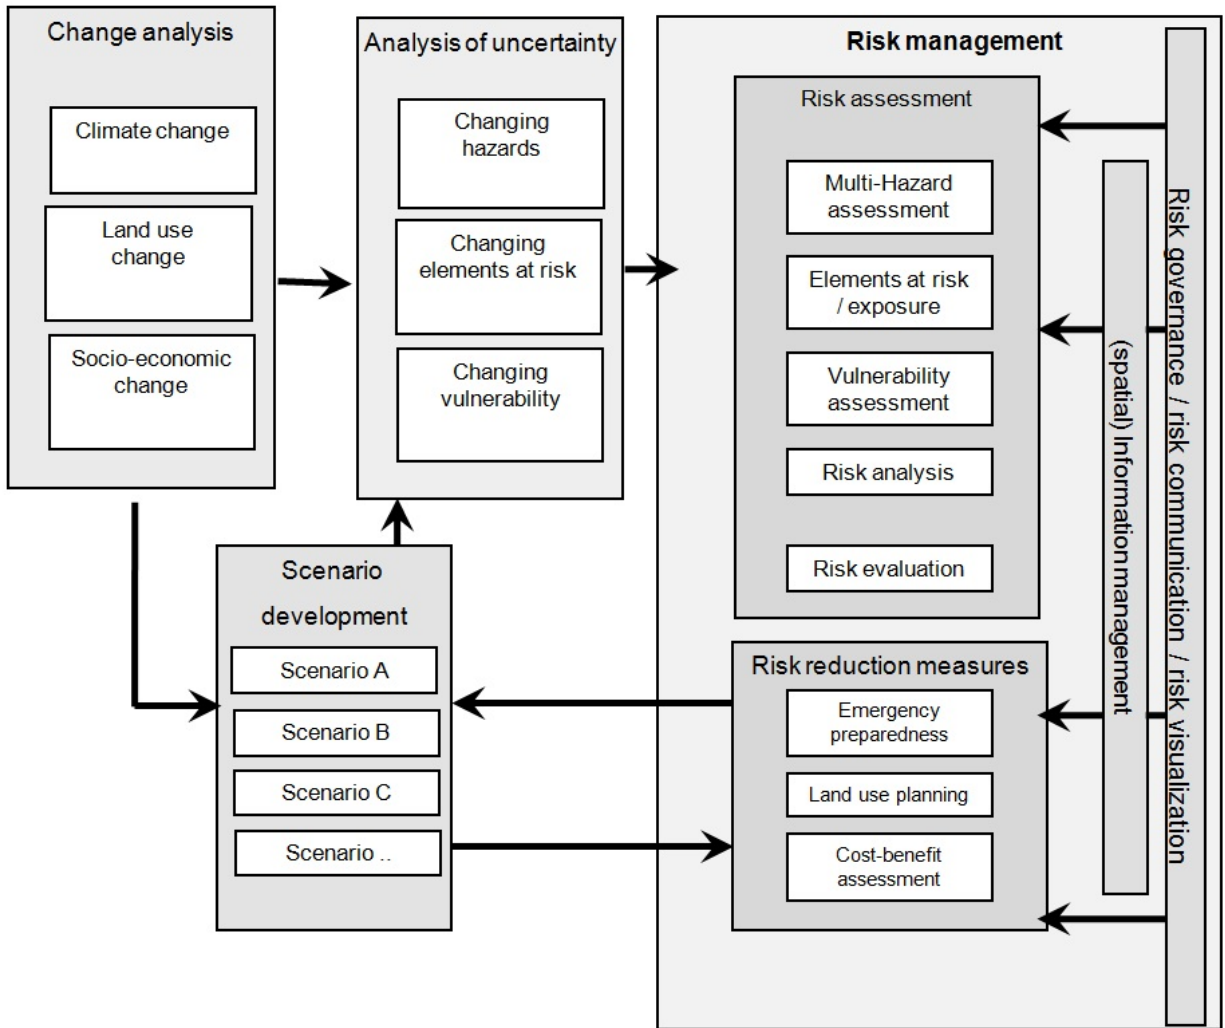 Change analysis
Climate change
Land use
change
Socio-economic
change
Analysis of uncertainty
Changing
hazards
Changing
elements at risk
Changing
vulnerability
Scenario
development
Scenario A
Scenario B
Scenario C
Scenario ..
Risk management
Risk assessment
Multi-Hazard
assessment
Elements at risk
/ exposure
Vulnerability
assessment
Risk analysis
Risk evaluation
Risk reduction measures
Emergency
preparedness
Land use planning
Cost-benefit
assessment
(spatial) Information management
Risk governance / risk communication / risk visualization